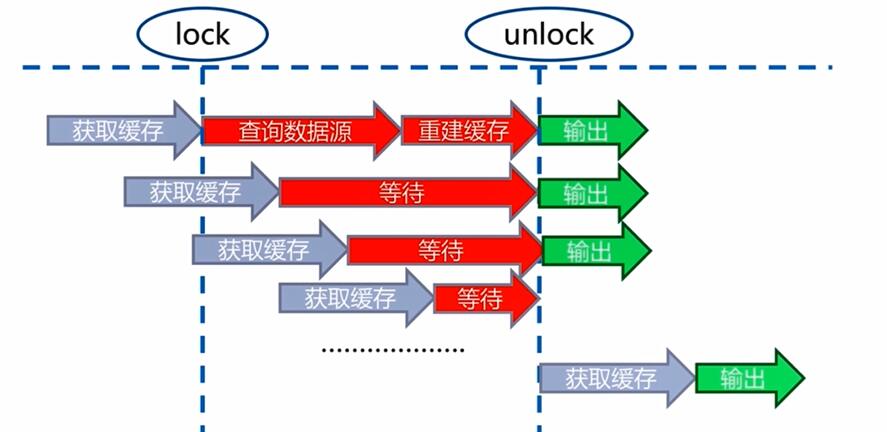 lock
unlock
获取缓存
查询数据源
重建缓存
输出
获取缓存
等待
输出
获取缓存
等待
输出
获取缓存
等待
...................
获取缓存
输出